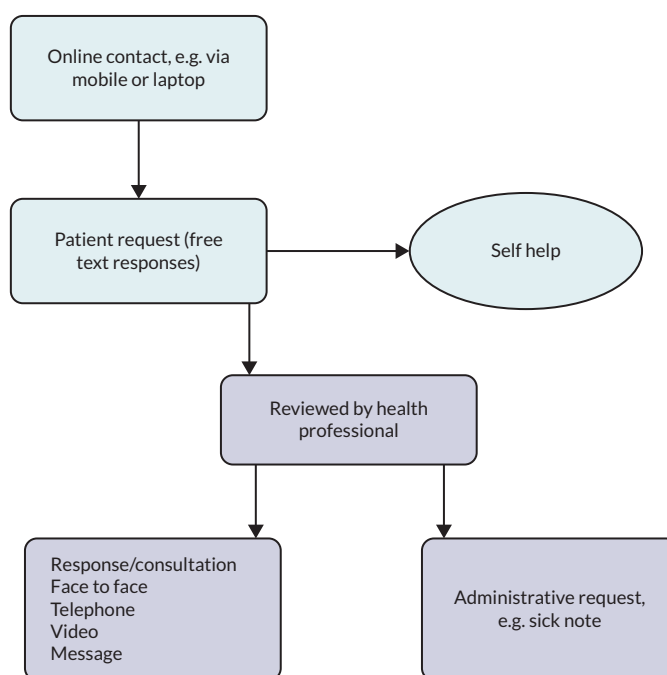 Online contact, e.g. via
mobile or laptop
Patient request (free
text responses)
Self help
Reviewed by health
professional
Response/consultation
Face to face
Telephone
Video
Message
Administrative request,
e.g. sick note